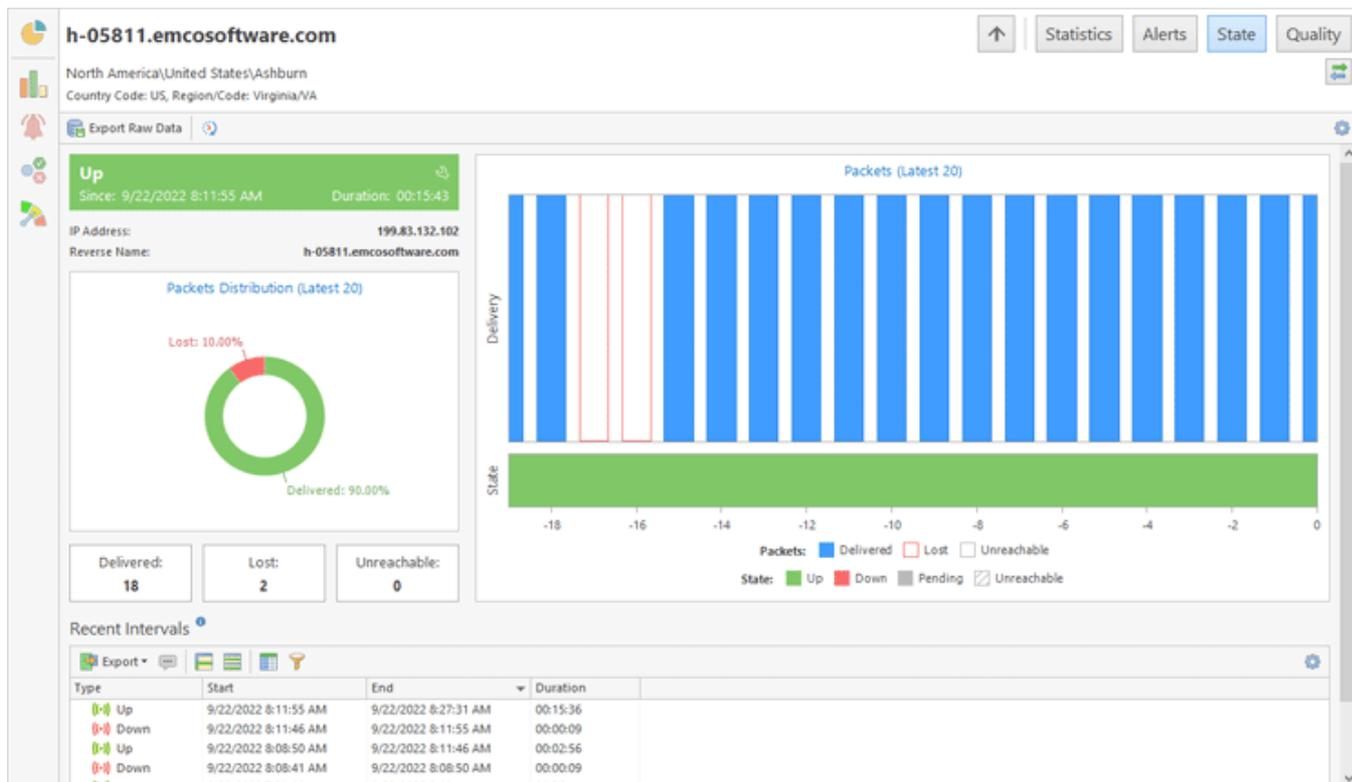 h-05811.emcosoftware.com
Statistics Alerts State Quality
North America\United States\Ashburn
Country Code: US, Region/Code: Virginia/VA
Export Raw Data
Up
Since: 9/22/2022 8:11:55 AM Duration: 00:15:43
IP Address: 199.83.132.102
Reverse Name: h-05811.emcosoftware.com
Packets Distribution (Latest 20)
Lost: 10.00%
Delivered: 90.00%
Delivered: Lost: Unreachable:
18 2 0
Packets (Latest 20)
Delivery
State
-18 -16 -14 -12 -10 -8 -6 -4 -2 0
Packets: Delivered Lost Unreachable
State: Up Down Pending Unreachable
Recent Intervals
Export
Type Start End Duration
Up 9/22/2022 8:11:55 AM 9/22/2022 8:27:31 AM 00:15:36
Down 9/22/2022 8:11:46 AM 9/22/2022 8:11:55 AM 00:00:09
Up 9/22/2022 8:08:50 AM 9/22/2022 8:11:46 AM 00:02:56
Down 9/22/2022 8:08:41 AM 9/22/2022 8:08:50 AM 00:00:09